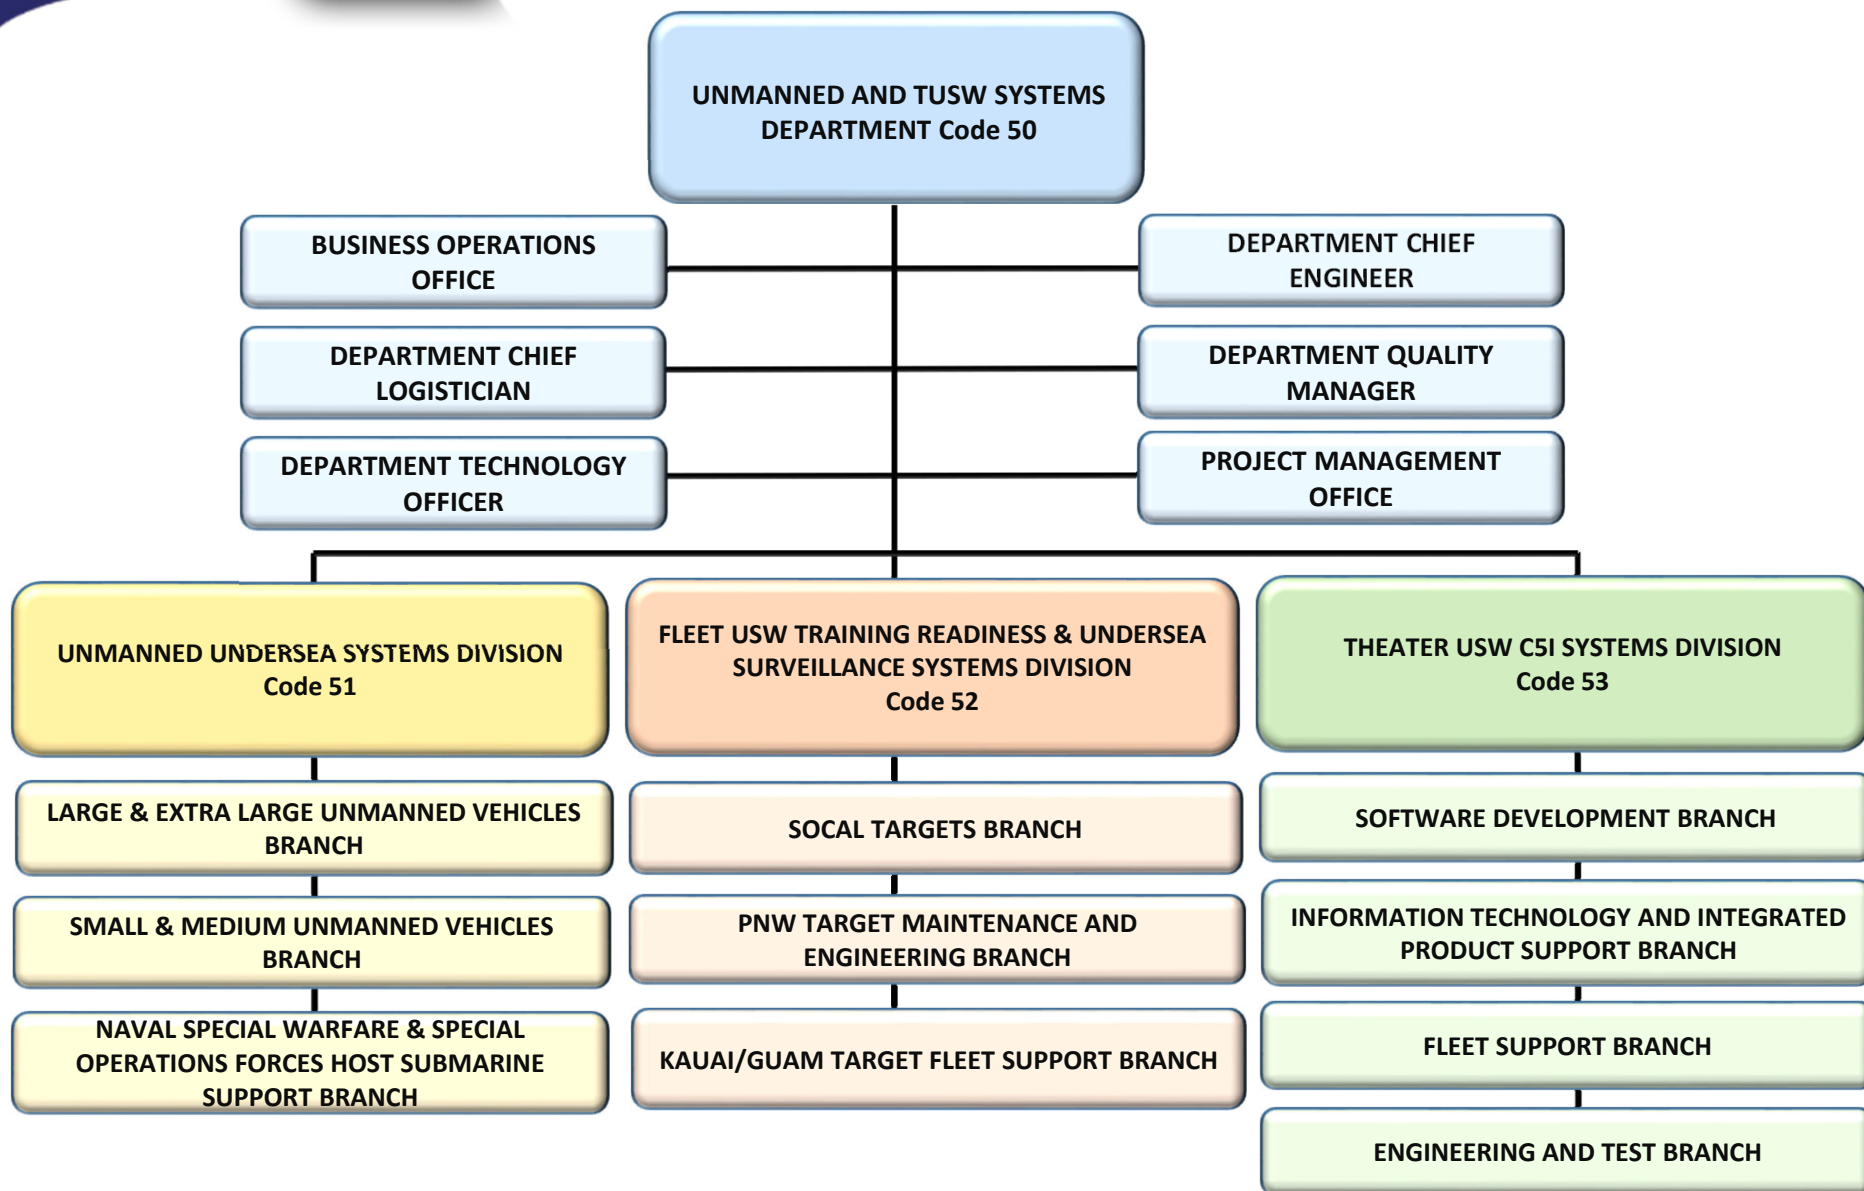 UNMANNED AND TUSW SYSTEMS
DEPARTMENT Code 50
BUSINESS OPERATIONS
OFFICE
DEPARTMENT CHIEF
ENGINEER
DEPARTMENT CHIEF
LOGISTICIAN
DEPARTMENT QUALITY
MANAGER
DEPARTMENT TECHNOLOGY
OFFICER
PROJECT MANAGEMENT
OFFICE
UNMANNED UNDERSEA SYSTEMS DIVISION
Code 51
LARGE & EXTRA LARGE UNMANNED VEHICLES
BRANCH
SMALL & MEDIUM UNMANNED VEHICLES
BRANCH
NAVAL SPECIAL WARFARE & SPECIAL
OPERATIONS FORCES HOST SUBMARINE
SUPPORT BRANCH
FLEET USW TRAINING READINESS & UNDERSEA
SURVEILLANCE SYSTEMS DIVISION
Code 52
SOCAL TARGETS BRANCH
PNW TARGET MAINTENANCE AND
ENGINEERING BRANCH
KAUAI/GUAM TARGET FLEET SUPPORT BRANCH
THEATER USW C5I SYSTEMS DIVISION
Code 53
SOFTWARE DEVELOPMENT BRANCH
INFORMATION TECHNOLOGY AND INTEGRATED
PRODUCT SUPPORT BRANCH
FLEET SUPPORT BRANCH
ENGINEERING AND TEST BRANCH